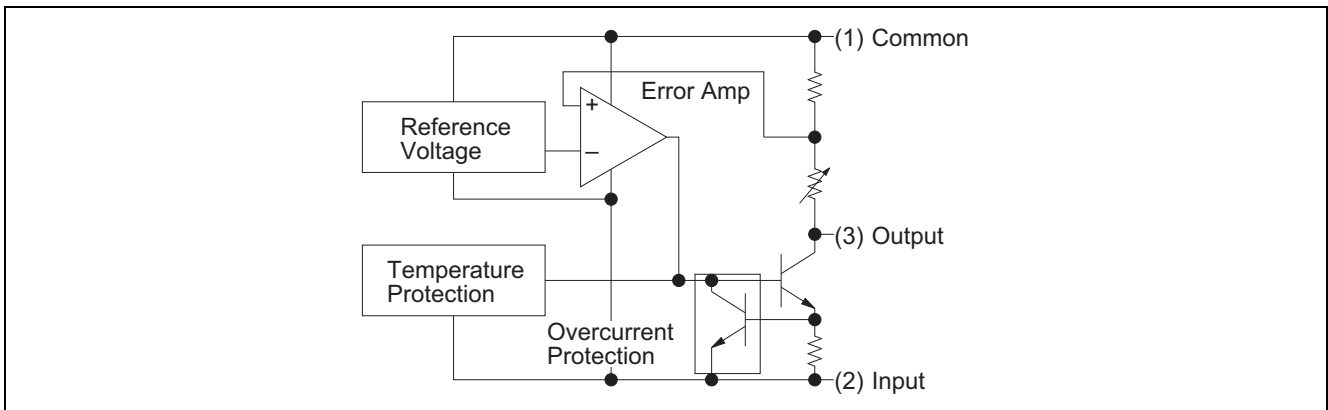 (1) Common
Error Amp
+
Reference
Voltage
−
(3) Output
Temperature
Protection
Overcurrent
Protection
(2) Input